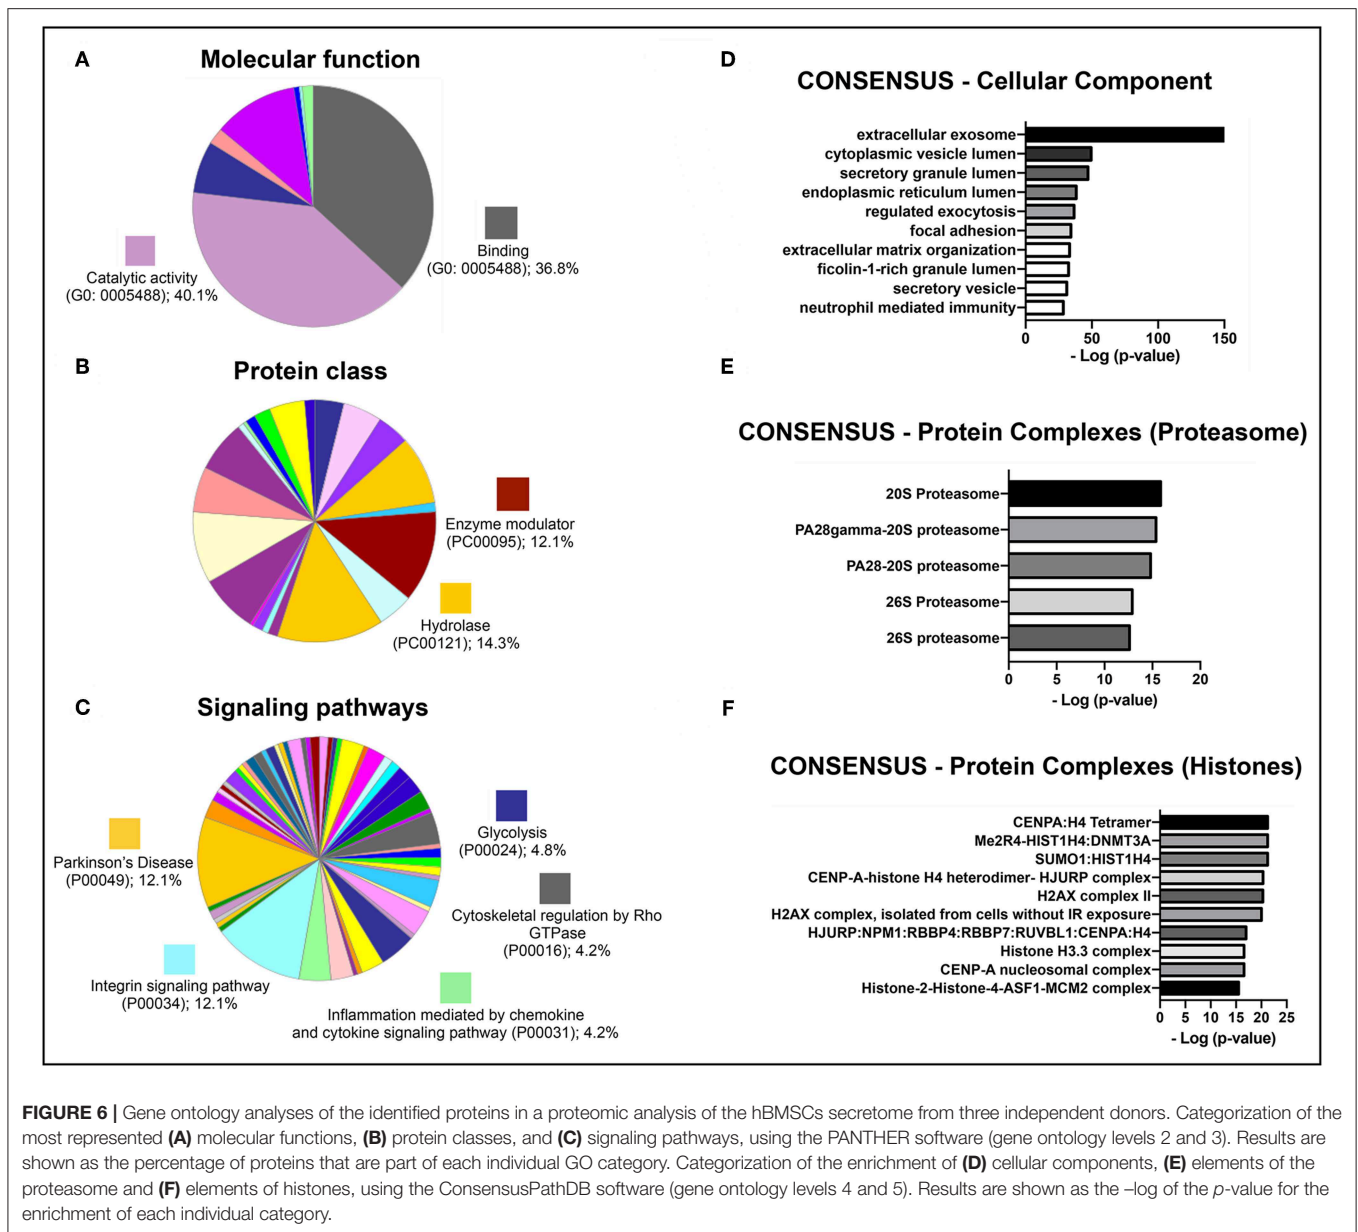 A
Molecular function
Catalytic activity
(G0: 0005488); 40.1%
Binding
(G0: 0005488); 36.8%
B
Protein class
Enzyme modulator
(PC00095); 12.1%
Hydrolase
(PC00121); 14.3%
C
Signaling pathways
Parkinson's Disease
(P00049); 12.1%
Glycolysis
(P00024); 4.8%
Cytoskeletal regulation by Rho
GTPase
(P00016); 4.2%
Integrin signaling pathway
(P00034); 12.1%
Inflammation mediated by chemokine
and cytokine signaling pathway (P00031); 4.2%
D
CONSENSUS - Cellular Component
extracellular exosome
cytoplasmic vesicle lumen
secretory granule lumen
endoplasmic reticulum lumen
regulated exocytosis
focal adhesion
extracellular matrix organization
ficolin-1-rich granule lumen
secretory vesicle
neutrophil mediated immunity
0 50 100 150
- Log (p-value)
E
CONSENSUS - Protein Complexes (Proteasome)
20S Proteasome
PA28gamma-20S proteasome
PA28-20S proteasome
26S Proteasome
26S proteasome
0 5 10 15 20
- Log (p-value)
F
CONSENSUS - Protein Complexes (Histones)
CENPA:H4 Tetramer
Me2R4-HIST1H4:DNMT3A
SUMO1:HIST1H4
CENP-A-histone H4 heterodimer- HJURP complex
H2AX complex II
H2AX complex, isolated from cells without IR exposure
HJURP:NPM1:RBBP4:RBBP7:RUVBL1:CENPA:H4
Histone H3.3 complex
CENP-A nucleosomal complex
Histone-2-Histone-4-ASF1-MCM2 complex
0 5 10 15 20 25
- Log (p-value)
FIGURE 6 | Gene ontology analyses of the identified proteins in a proteomic analysis of the hBMSCs secretome from three independent donors. Categorization of the
most represented (A) molecular functions, (B) protein classes, and (C) signaling pathways, using the PANTHER software (gene ontology levels 2 and 3). Results are
shown as the percentage of proteins that are part of each individual GO category. Categorization of the enrichment of (D) cellular components, (E) elements of the
proteasome and (F) elements of histones, using the ConsensusPathDB software (gene ontology levels 4 and 5). Results are shown as the –log of the p-value for the
enrichment of each individual category.